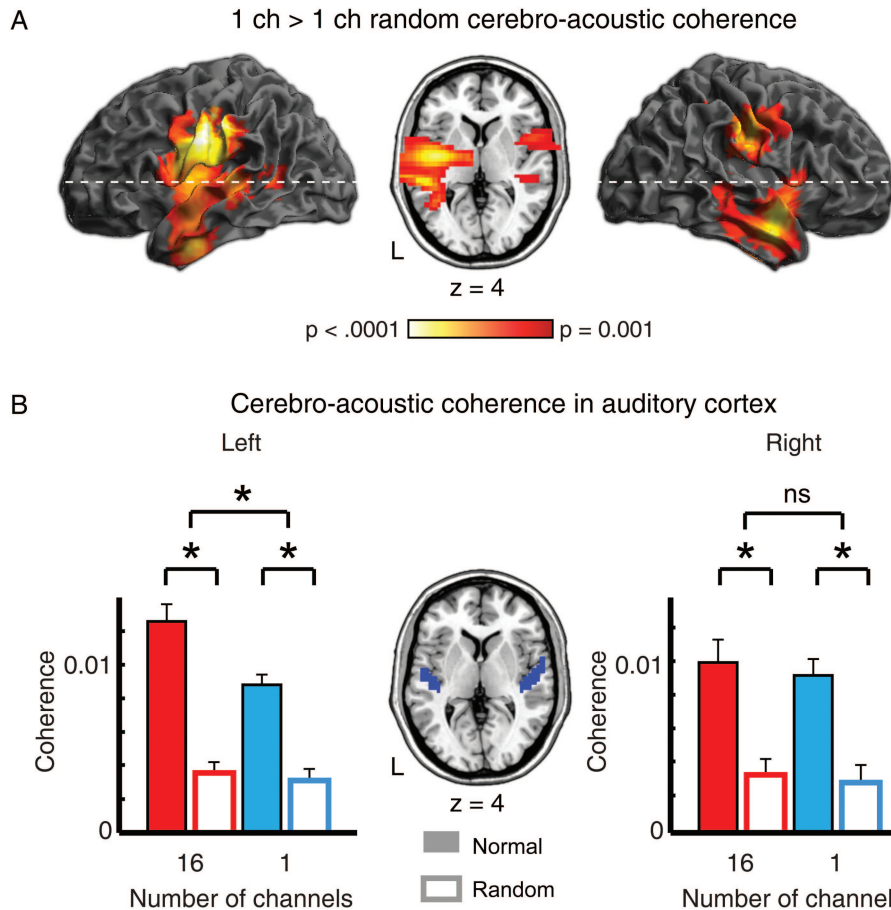 A
1 ch > 1 ch random cerebro-acoustic coherence
L
z = 4
p < .0001
p = 0.001
B
Cerebro-acoustic coherence in auditory cortex
Left
Right
*
ns
* *
* *
0.01
0
Coherence
16 1
Number of channels
L
z = 4
Normal
Random
0.01
0
Coherence
16 1
Number of channel